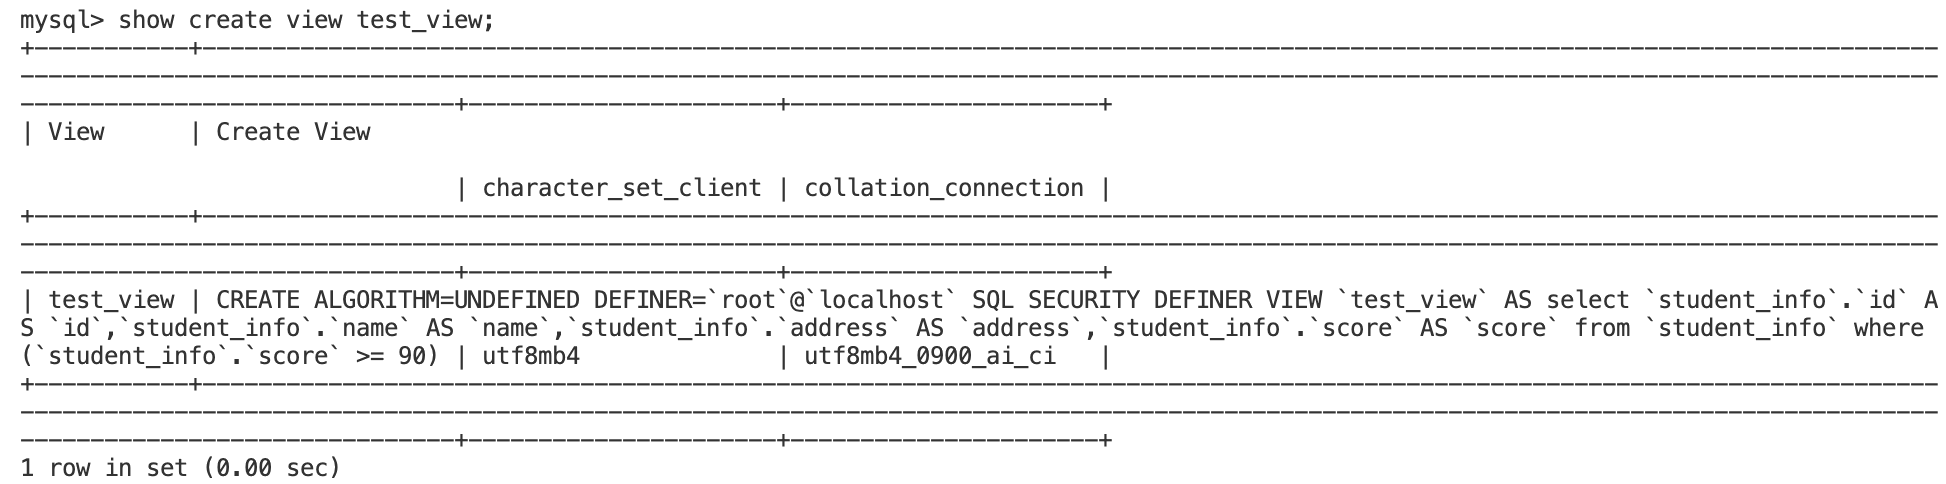 mysql> show create view test_view;
+-----------+---------------------------------------------------------------------------------------------------------------------------
-----------------------------------------------------------------------------------------------------------------------------------------
-------------------------------+----------------------+----------------------+
| View      | Create View
                               | character_set_client | collation_connection |
+-----------+---------------------------------------------------------------------------------------------------------------------------
-----------------------------------------------------------------------------------------------------------------------------------------
-------------------------------+----------------------+----------------------+
| test_view | CREATE ALGORITHM=UNDEFINED DEFINER=`root`@`localhost` SQL SECURITY DEFINER VIEW `test_view` AS select `student_info`.`id` A
S `id`,`student_info`.`name` AS `name`,`student_info`.`address` AS `address`,`student_info`.`score` AS `score` from `student_info` where
(`student_info`.`score` >= 90) | utf8mb4              | utf8mb4_0900_ai_ci   |
+-----------+---------------------------------------------------------------------------------------------------------------------------
-----------------------------------------------------------------------------------------------------------------------------------------
-------------------------------+----------------------+----------------------+
1 row in set (0.00 sec)